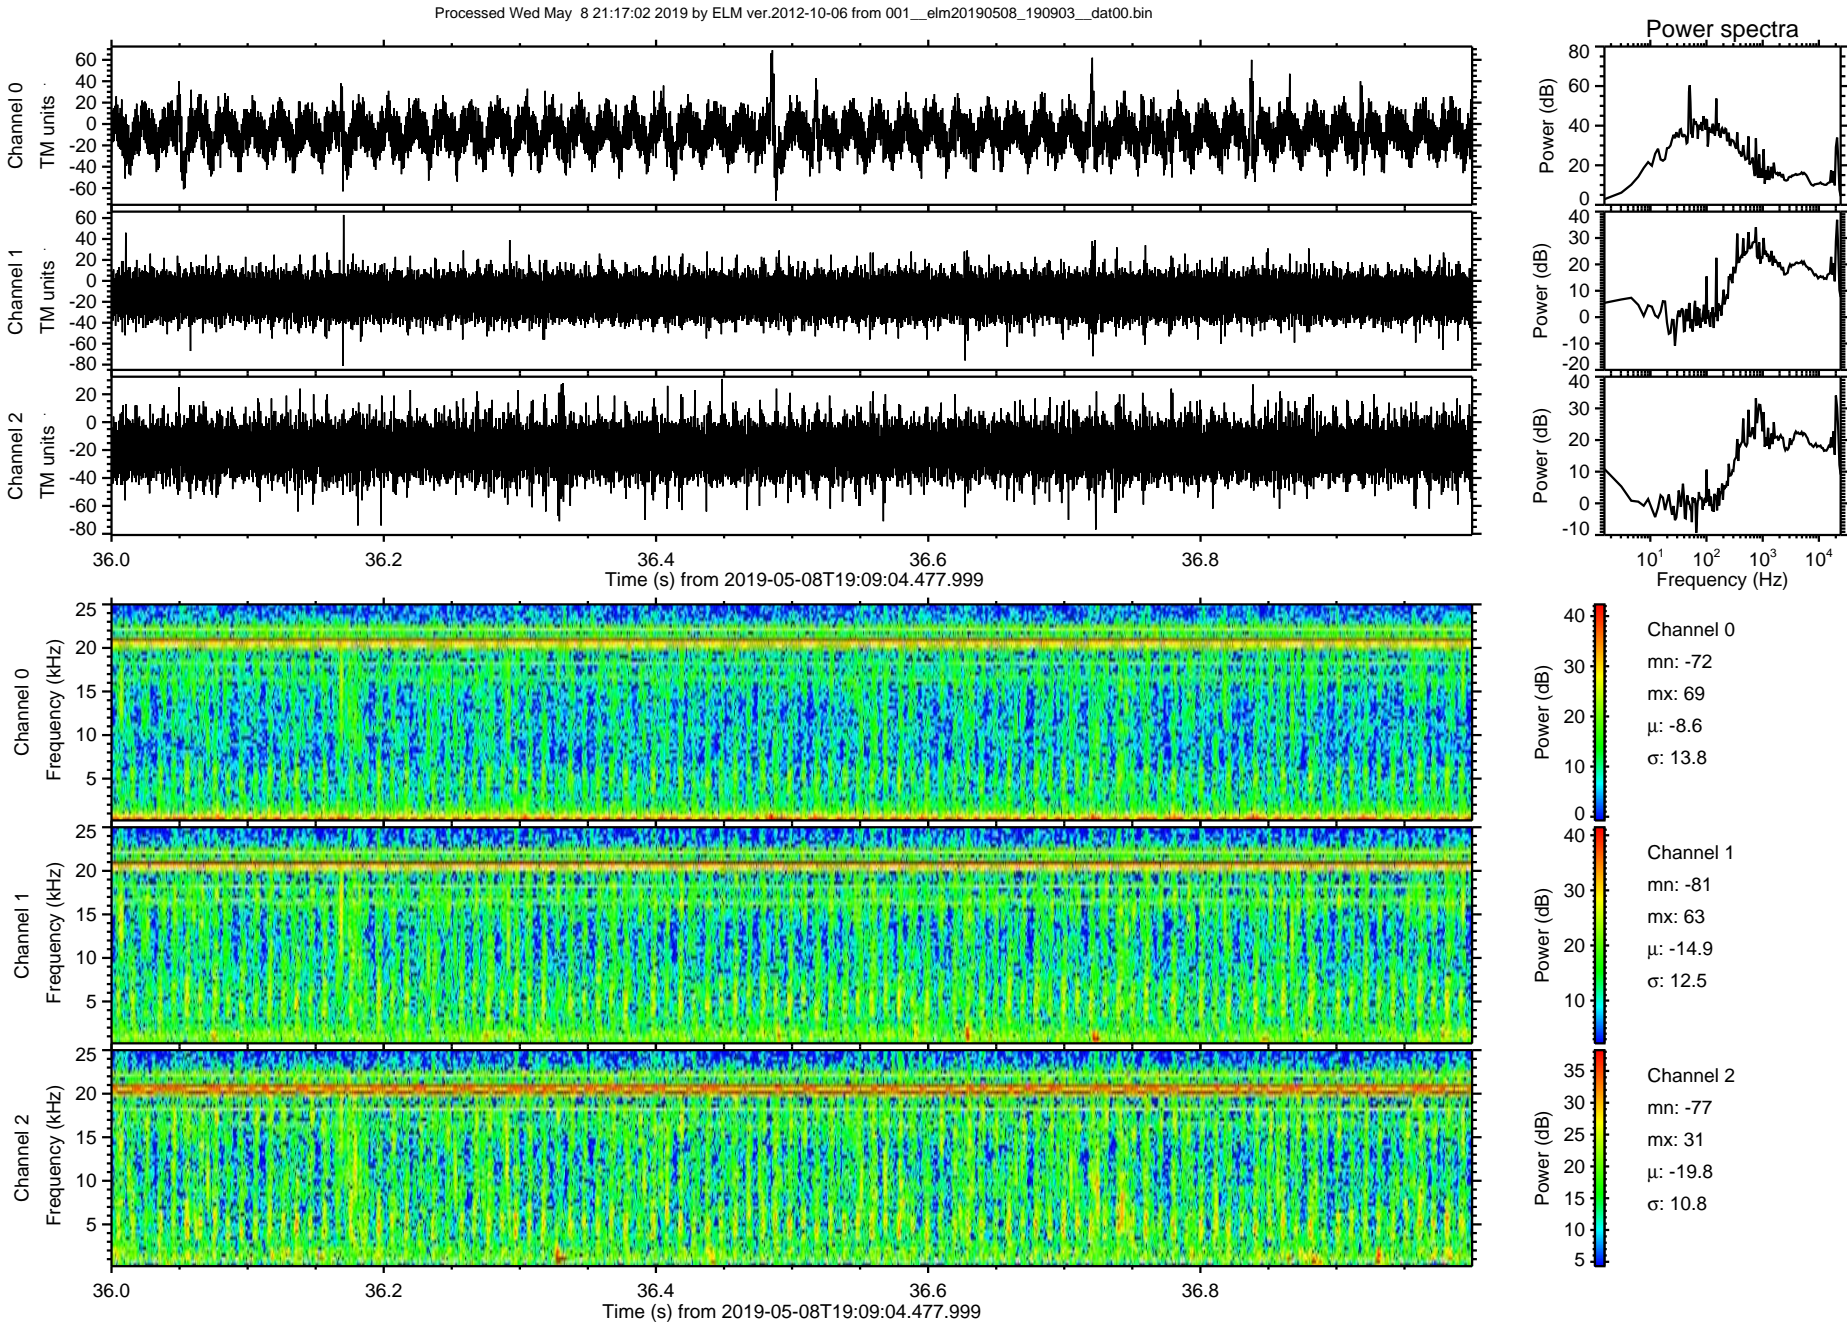 Processed Wed May  8 21:17:02 2019 by ELM ver.2012-10-06 from 001__elm20190508_190903__dat00.bin
Power spectra
Channel 0
TM units
60
40
20
0
-20
-40
-60
Power (dB)
80
60
40
20
0
Channel 1
TM units
60
40
20
0
-20
-40
-60
-80
Power (dB)
40
30
20
10
0
-10
-20
Channel 2
TM units
20
0
-20
-40
-60
-80
Power (dB)
40
30
20
10
0
-10
36.0 36.2 36.4 36.6 36.8
Time (s) from 2019-05-08T19:09:04.477.999
10^1 10^2 10^3 10^4
Frequency (Hz)
Channel 0
Frequency (kHz)
25
20
15
10
5
Power (dB)
40
30
20
10
0
Channel 0
mn: -72
mx: 69
μ: -8.6
σ: 13.8
Channel 1
Frequency (kHz)
25
20
15
10
5
Power (dB)
40
30
20
10
Channel 1
mn: -81
mx: 63
μ: -14.9
σ: 12.5
Channel 2
Frequency (kHz)
25
20
15
10
5
Power (dB)
35
30
25
20
15
10
5
Channel 2
mn: -77
mx: 31
μ: -19.8
σ: 10.8
36.0 36.2 36.4 36.6 36.8
Time (s) from 2019-05-08T19:09:04.477.999